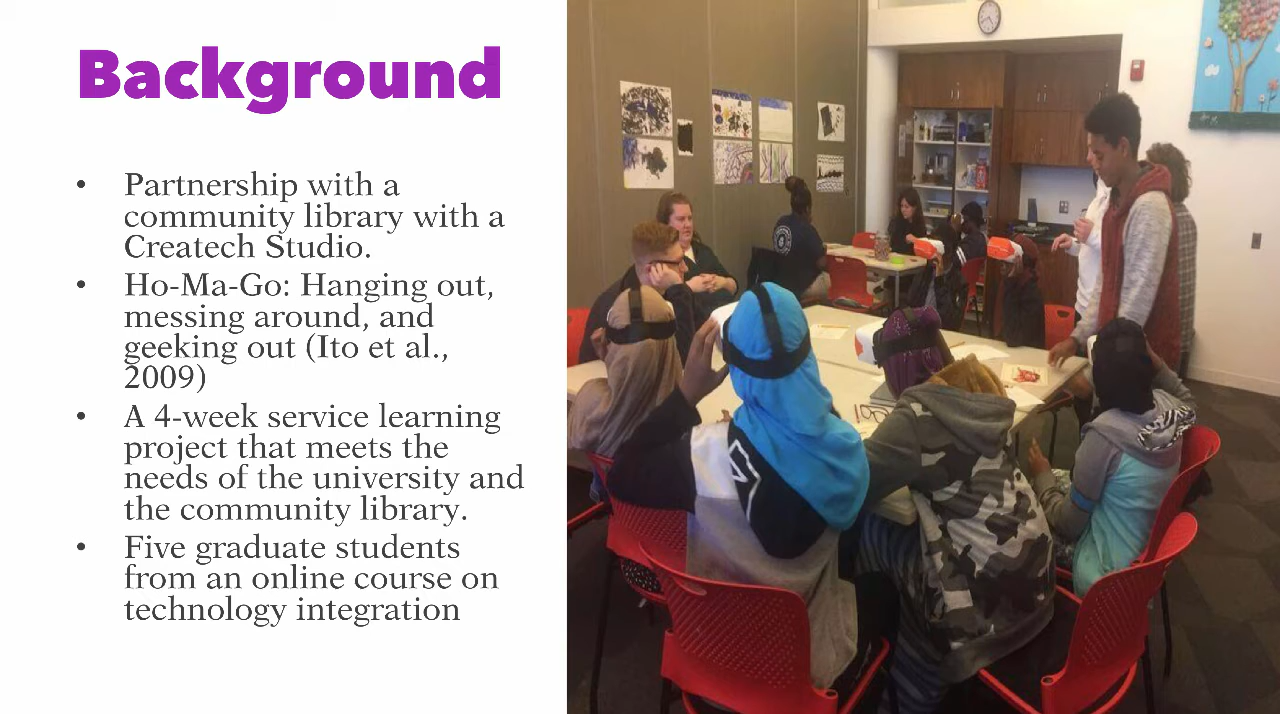 Background
• Partnership with a
community library with a
Createch Studio.
• Ho-Ma-Go: Hanging out,
messing around, and
geeking out (Ito et al.,
2009)
• A 4-week service learning
project that meets the
needs of the university and
the community library.
• Five graduate students
from an online course on
technology integration